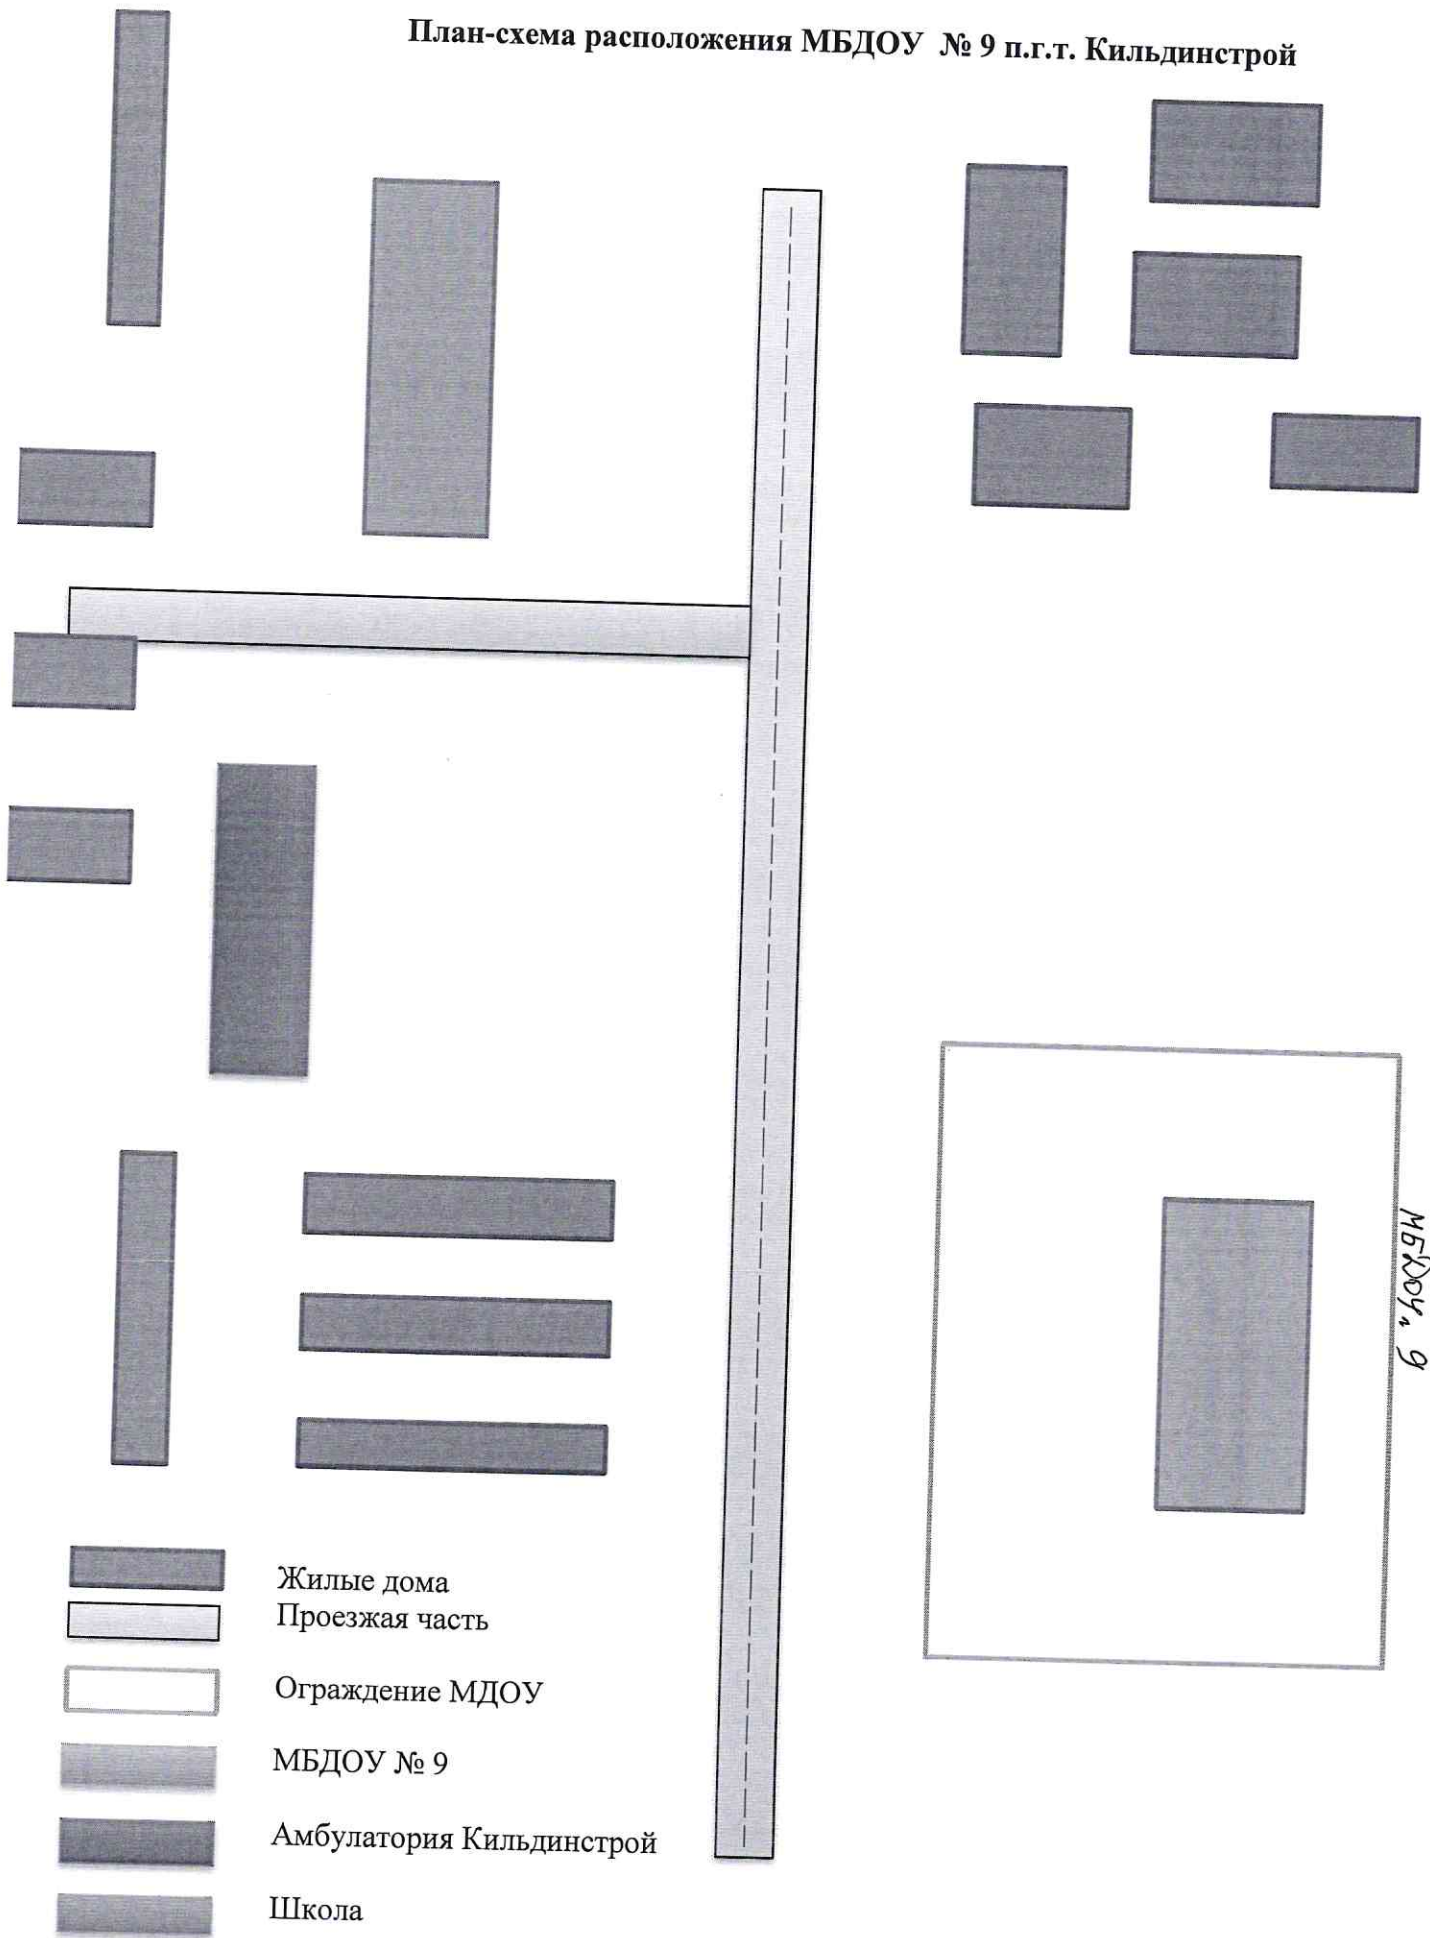 План-схема расположения МБДОУ № 9 п.г.т. Кильдинстрой
МБДОУ 9
Жилые дома
Проезжая часть
Ограждение МДОУ
МБДОУ № 9
Амбулатория Кильдинстрой
Школа